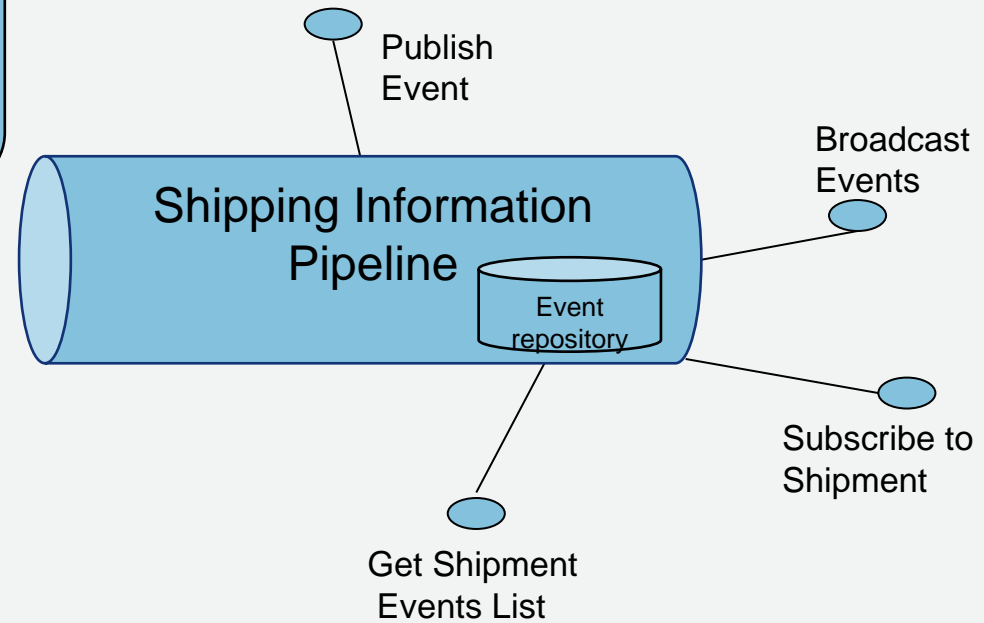 Publish
Event
Broadcast
Events
Shipping Information
Pipeline
Event
repository
Subscribe to
Shipment
Get Shipment
Events List